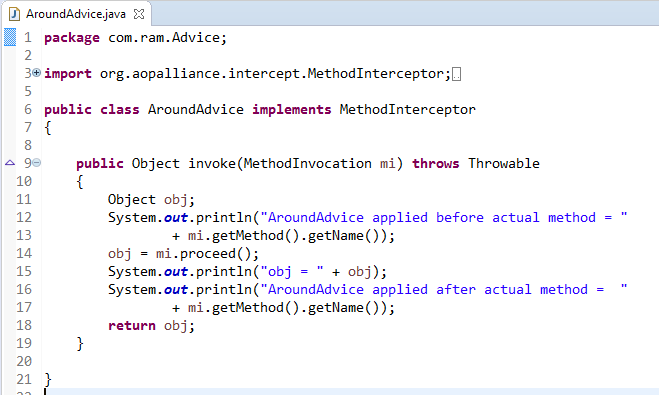 AroundAdvice.java
1 package com.ram.Advice;
2
3 import org.aopalliance.intercept.MethodInterceptor;
5
6 public class AroundAdvice implements MethodInterceptor
7 {
8
9     public Object invoke(MethodInvocation mi) throws Throwable
10     {
11         Object obj;
12         System.out.println("AroundAdvice applied before actual method = "
13                 + mi.getMethod().getName());
14         obj = mi.proceed();
15         System.out.println("obj = " + obj);
16         System.out.println("AroundAdvice applied after actual method =  "
17                 + mi.getMethod().getName());
18         return obj;
19     }
20
21 }